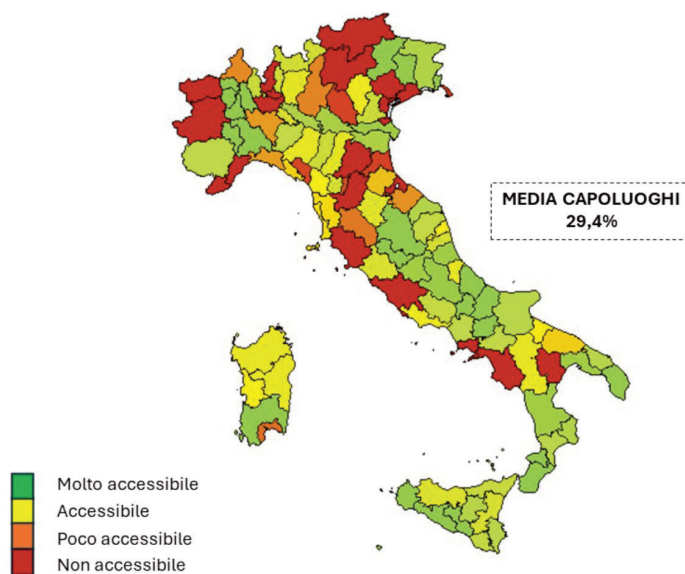 MEDIA CAPOLUOGHI
29,4%
Molto accessibile
Accessibile
Poco accessibile
Non accessibile